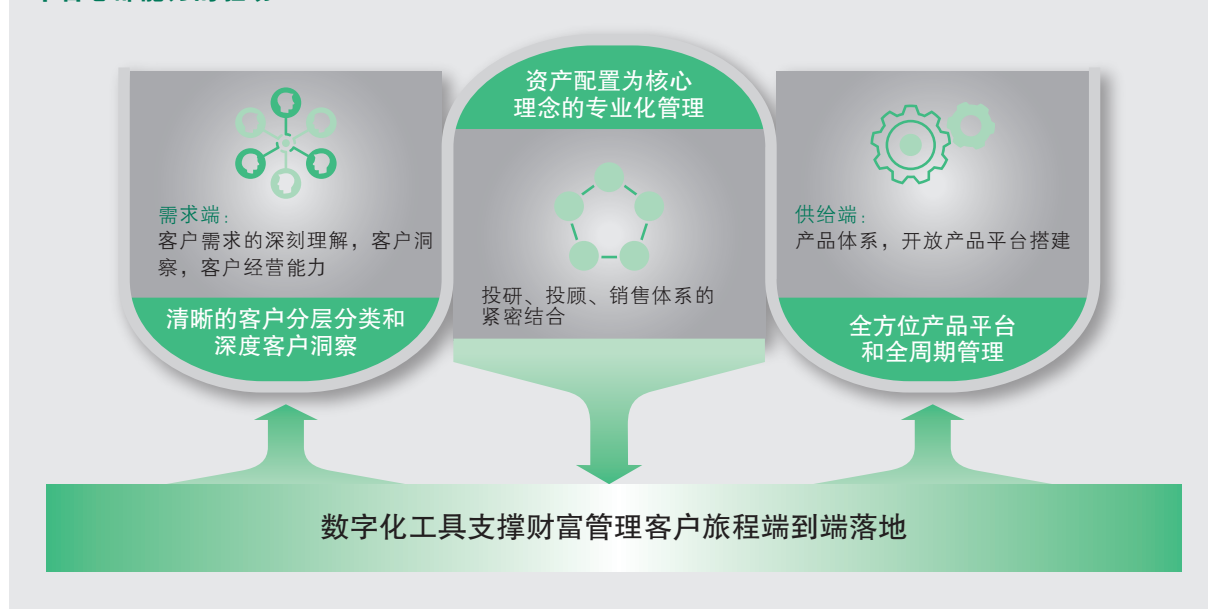 需求端：
客户需求的深刻理解，客户洞
察，客户经营能力
清晰的客户分层分类和
深度客户洞察
资产配置为核心
理念的专业化管理
投研、投顾、销售体系的
紧密结合
供给端：
产品体系，开放产品平台搭建
全方位产品平台
和全周期管理
数字化工具支撑财富管理客户旅程端到端落地